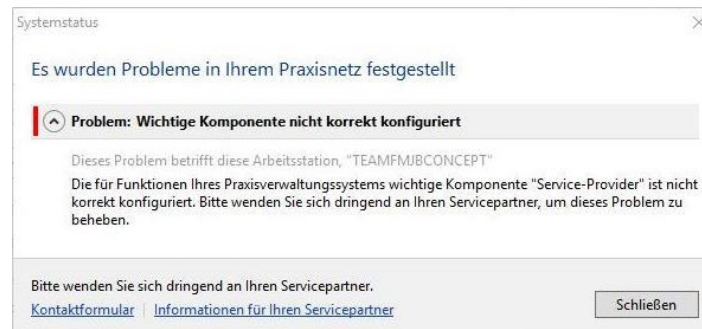 Systemstatus
Es wurden Probleme in Ihrem Praxisnetz festgestellt
Problem: Wichtige Komponente nicht korrekt konfiguriert
Dieses Problem betrifft diese Arbeitsstation, "TEAMFMJBCONCEPT"
Die für Funktionen Ihres Praxisverwaltungssystems wichtige Komponente "Service-Provider" ist nicht
korrekt konfiguriert. Bitte wenden Sie sich dringend an Ihren Servicepartner, um dieses Problem zu
beheben.
Bitte wenden Sie sich dringend an Ihren Servicepartner.
Kontaktformular | Informationen für Ihren Servicepartner
Schließen